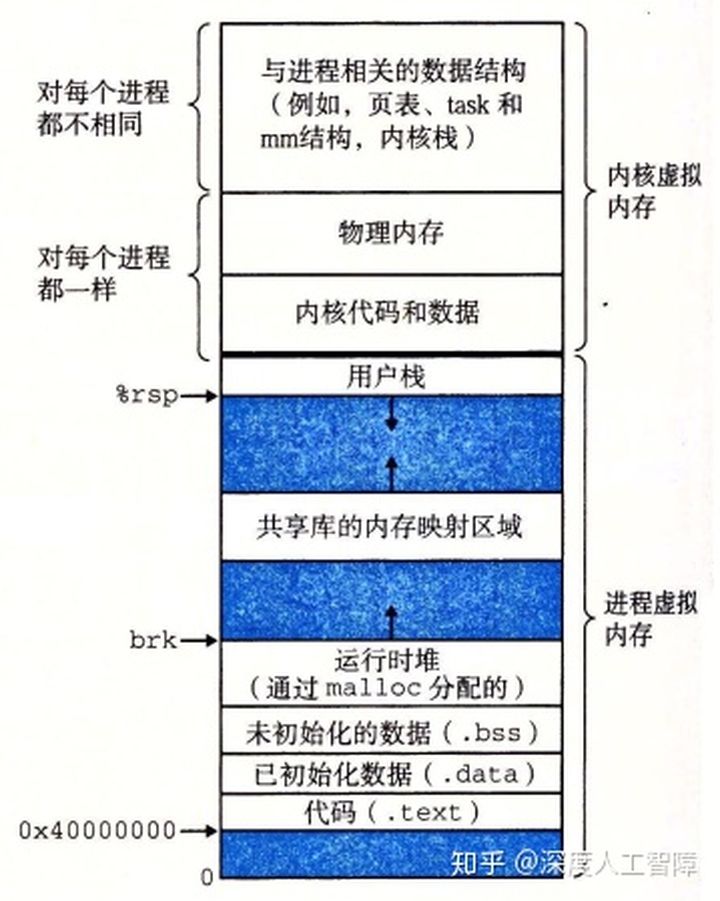 对每个进程
都不相同
与进程相关的数据结构
(例如,页表、task 和
mm结构,内核栈)
内核虚拟
内存
对每个进程
都一样
物理内存
内核代码和数据
用户栈
%rsp
共享库的内存映射区域
进程虚拟
内存
brk
运行时堆
(通过 malloc 分配的)
未初始化的数据(.bss)
已初始化数据(.data)
代码(.text)
0x40000000
0
知乎 @深度人工智障